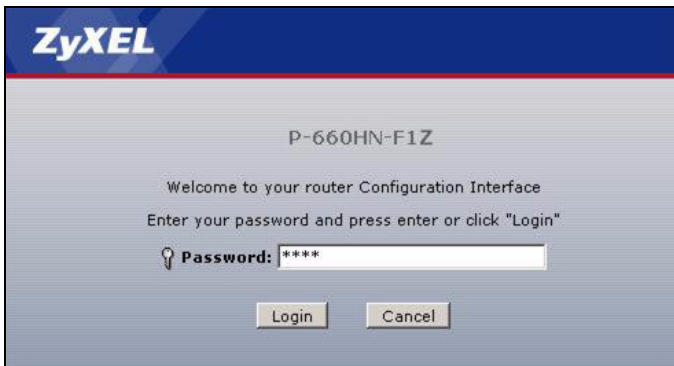 ZyXEL
P-660HN-F1Z
Welcome to your router Configuration Interface
Enter your password and press enter or click "Login"
Password: ****
Login Cancel